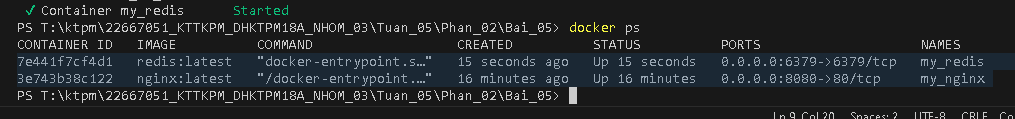 ✓ Container my_redis Started
PS T:\ktpm\22667051_KTTKPM_DHKTPM18A_NHOM_03\Tuan_05\Phan_02\Bai_05> docker ps
CONTAINER ID IMAGE COMMAND CREATED STATUS PORTS NAMES
7e441f7cf4d1 redis:latest "docker-entrypoint.s…" 15 seconds ago Up 15 seconds 0.0.0.0:6379->6379/tcp my_redis
3e743b38c122 nginx:latest "/docker-entrypoint.…" 16 minutes ago Up 16 minutes 0.0.0.0:8080->80/tcp my_nginx
PS T:\ktpm\22667051_KTTKPM_DHKTPM18A_NHOM_03\Tuan_05\Phan_02\Bai_05>
Ln 9, Col 20 Spaces: 2 UTF-8 CRLF